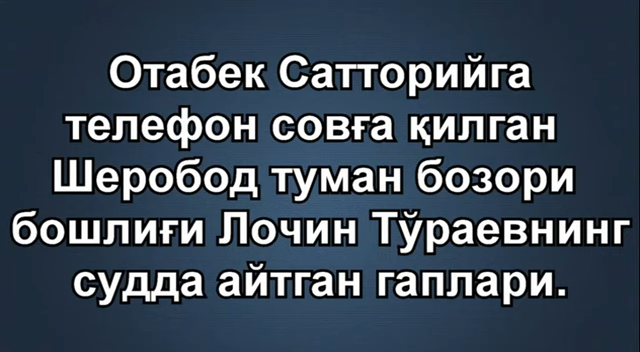 Отабек Сатторийга
телефон совға қилган
Шеробод туман бозори
бошлиғи Лочин Тўраевнинг
судда айтган гаплари.